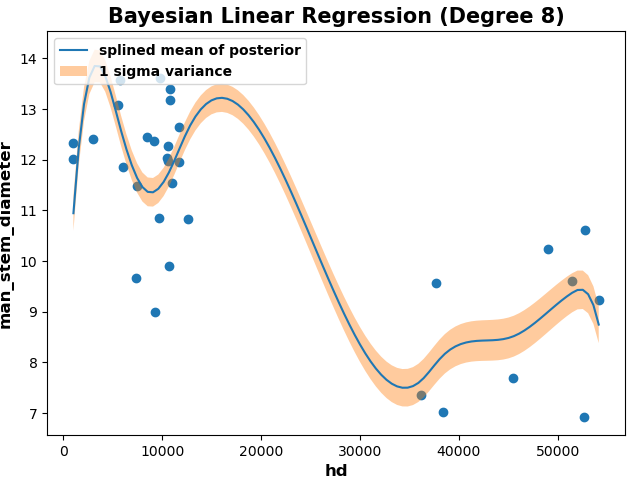 Bayesian Linear Regression (Degree 8)
splined mean of posterior
1 sigma variance
14
13
12
11
10
9
8
7
man_stem_diameter
0 10000 20000 30000 40000 50000
hd